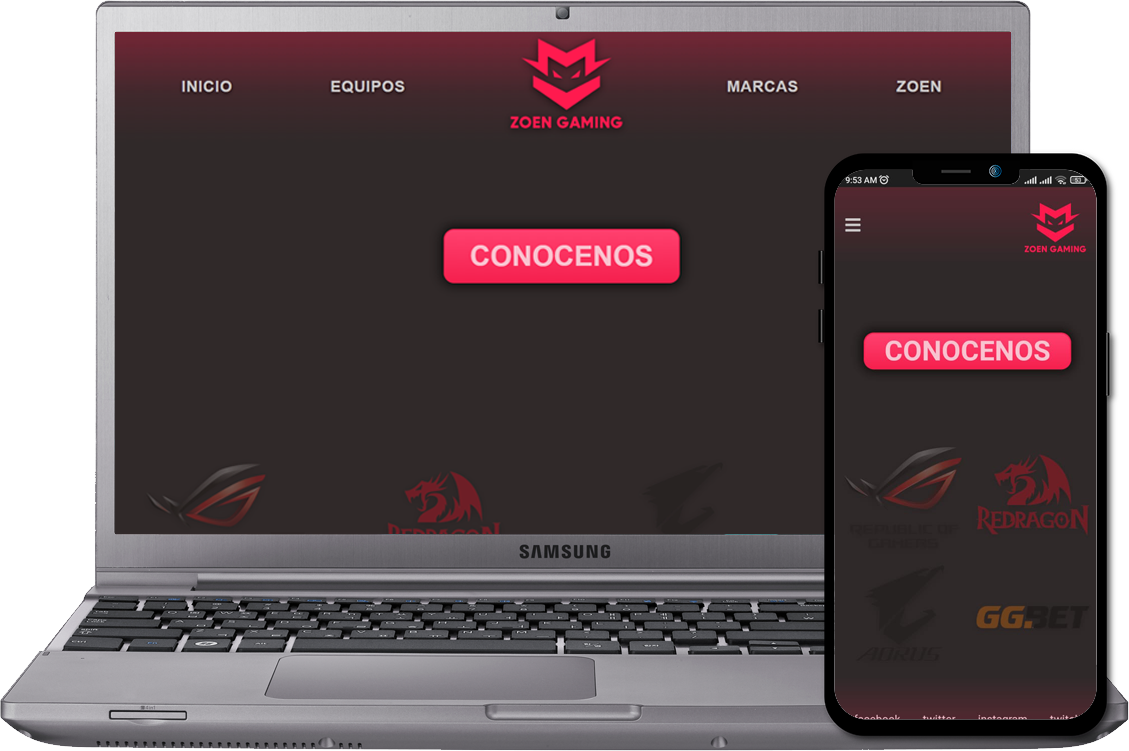 INICIO
EQUIPOS
ZOEN GAMING
MARCAS
ZOEN
CONOCENOS
REDRAGON
SAMSUNG
9:53 AM
ZOEN GAMING
CONOCENOS
REPUBLIC OF
GAMERS
REDRAGON
AORUS
GG.BET
facebook twitter instagram